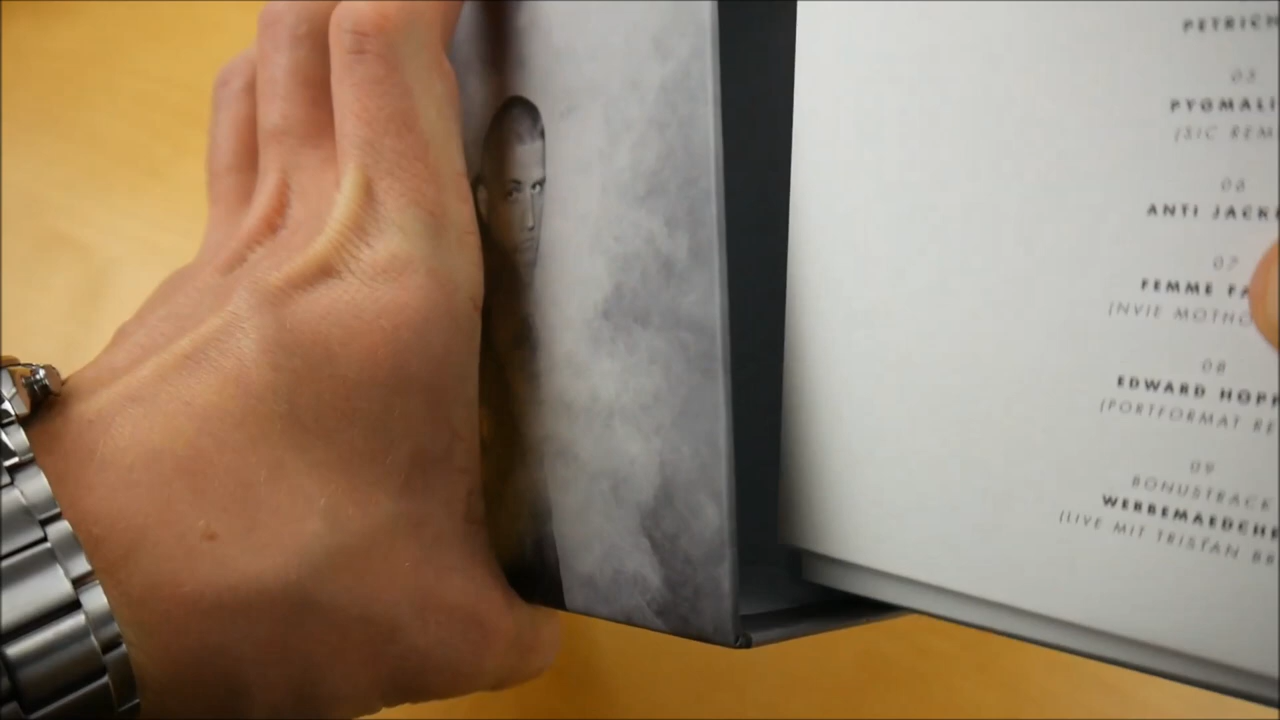 PETRICH
05
PYGMALI
(SIC REM
06
ANTI JACK
07
FEMME FA
(NVIE MOTHO
08
EDWARD HOPP
(PORTFORMAT RE
09
BONUSTRACK
WERBEMAEDCHE
(LIVE MIT TRISTAN BR